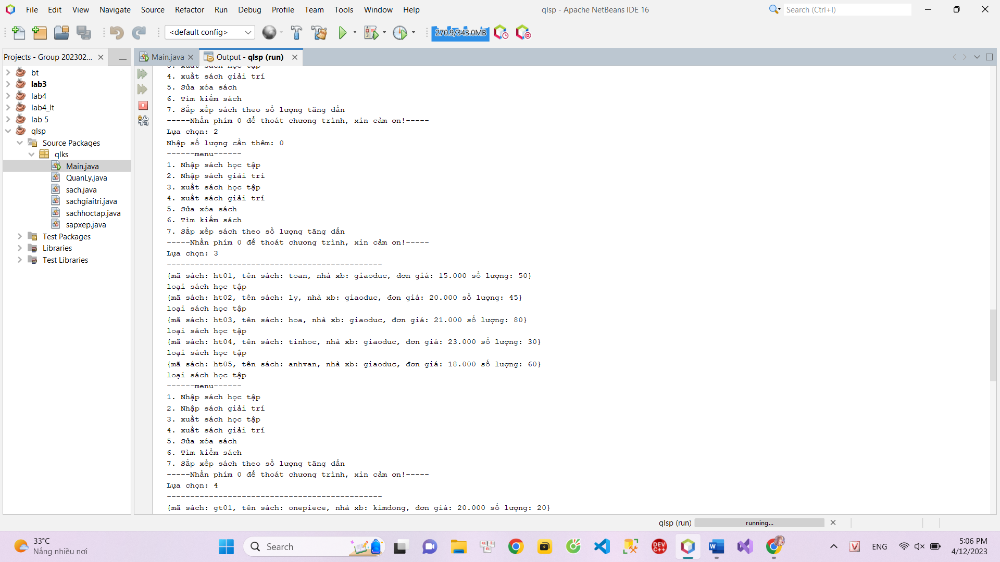 File Edit View Navigate Source Refactor Run Debug Profile Team Tools Window Help
qlsp - Apache NetBeans IDE 16
Search (Ctrl+I)
<default config>
270.9/343.0MB
Projects - Group 202302...
Main.java
Output - qlsp (run)
bt
lab3
lab4
lab4_lt
lab 5
qlsp
Source Packages
qlks
Main.java
QuanLy.java
sach.java
sachgiaitri.java
sachhoctap.java
sapxep.java
Test Packages
Libraries
Test Libraries
3. xuất sách học tập
4. xuất sách giải trí
5. Sửa xóa sách
6. Tìm kiếm sách
7. Sắp xếp sách theo số lượng tăng dần
-----Nhấn phím 0 để thoát chương trình, xin cảm ơn!-----
Lựa chọn: 2
Nhập số lượng cần thêm: 0
------menu------
1. Nhập sách học tập
2. Nhập sách giải trí
3. xuất sách học tập
4. xuất sách giải trí
5. Sửa xóa sách
6. Tìm kiếm sách
7. Sắp xếp sách theo số lượng tăng dần
-----Nhấn phím 0 để thoát chương trình, xin cảm ơn!-----
Lựa chọn: 3
----------------------------------------------
{mã sách: ht01, tên sách: toan, nhà xb: giaoduc, đơn giá: 15.000 số lượng: 50}
loại sách học tập
{mã sách: ht02, tên sách: ly, nhà xb: giaoduc, đơn giá: 20.000 số lượng: 45}
loại sách học tập
{mã sách: ht03, tên sách: hoa, nhà xb: giaoduc, đơn giá: 21.000 số lượng: 80}
loại sách học tập
{mã sách: ht04, tên sách: tinhoc, nhà xb: giaoduc, đơn giá: 23.000 số lượng: 30}
loại sách học tập
{mã sách: ht05, tên sách: anhvan, nhà xb: giaoduc, đơn giá: 18.000 số lượng: 60}
loại sách học tập
------menu------
1. Nhập sách học tập
2. Nhập sách giải trí
3. xuất sách học tập
4. xuất sách giải trí
5. Sửa xóa sách
6. Tìm kiếm sách
7. Sắp xếp sách theo số lượng tăng dần
-----Nhấn phím 0 để thoát chương trình, xin cảm ơn!-----
Lựa chọn: 4
----------------------------------------------
{mã sách: gt01, tên sách: onepiece, nhà xb: kimdong, đơn giá: 20.000 số lượng: 20}
qlsp (run)
running...
33°C
Nắng nhiều nơi
Search
DEV C++
V
ENG
5:06 PM
4/12/2023